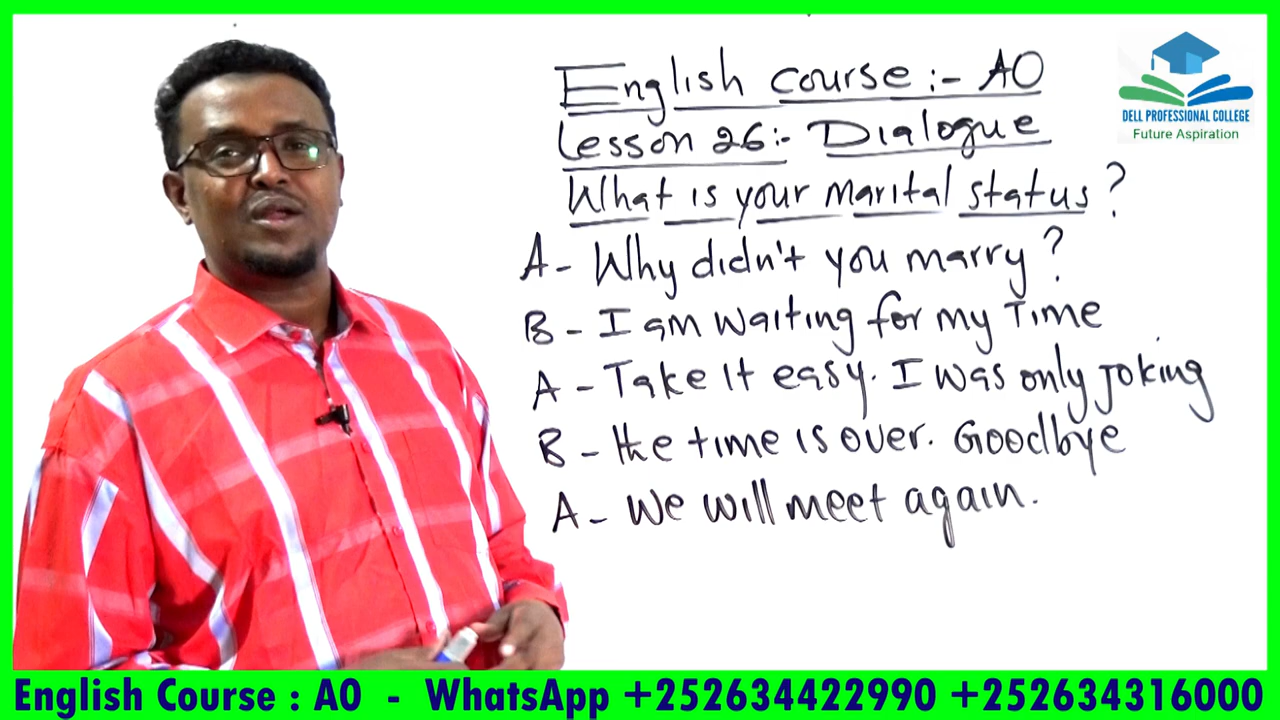 English course :- A0
Lesson 26:- Dialogue
What is your marital status ?
A - Why didn't you marry ?
B - I am waiting for my Time
A - Take it easy. I was only joking
B - the time is over. Goodbye
A - We will meet again.
DELL PROFESSIONAL COLLEGE
Future Aspiration
English Course : A0 - WhatsApp +252634422990 +252634316000